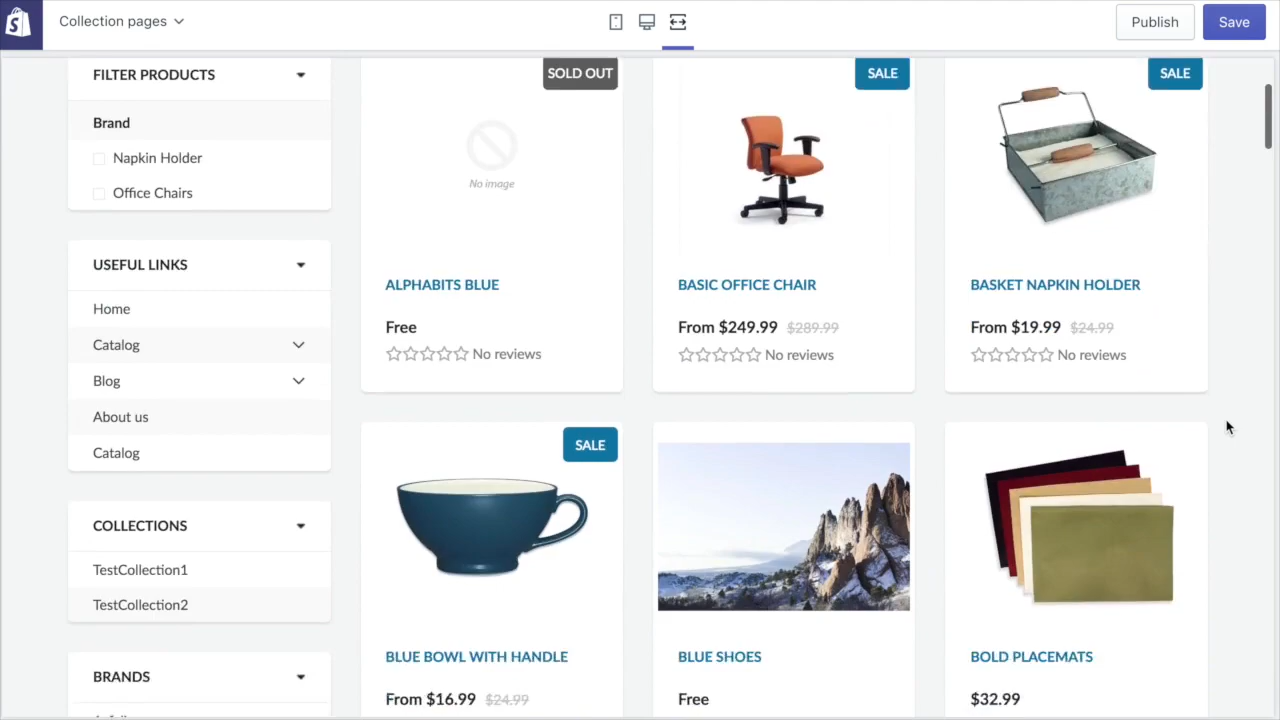 Collection pages
Publish
Save
FILTER PRODUCTS
Brand
Napkin Holder
Office Chairs
USEFUL LINKS
Home
Catalog
Blog
About us
Catalog
COLLECTIONS
TestCollection1
TestCollection2
BRANDS
SOLD OUT
No image
ALPHABITS BLUE
Free
No reviews
SALE
BASIC OFFICE CHAIR
From $249.99 $289.99
No reviews
SALE
BASKET NAPKIN HOLDER
From $19.99 $24.99
No reviews
SALE
BLUE BOWL WITH HANDLE
From $16.99 $24.99
BLUE SHOES
Free
BOLD PLACEMATS
$32.99